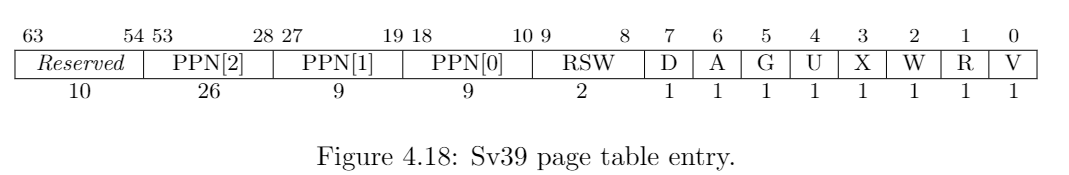 63 54 53 28 27 19 18 10 9 8 7 6 5 4 3 2 1 0
Reserved PPN[2] PPN[1] PPN[0] RSW D A G U X W R V
10 26 9 9 2 1 1 1 1 1 1 1 1
Figure 4.18: Sv39 page table entry.